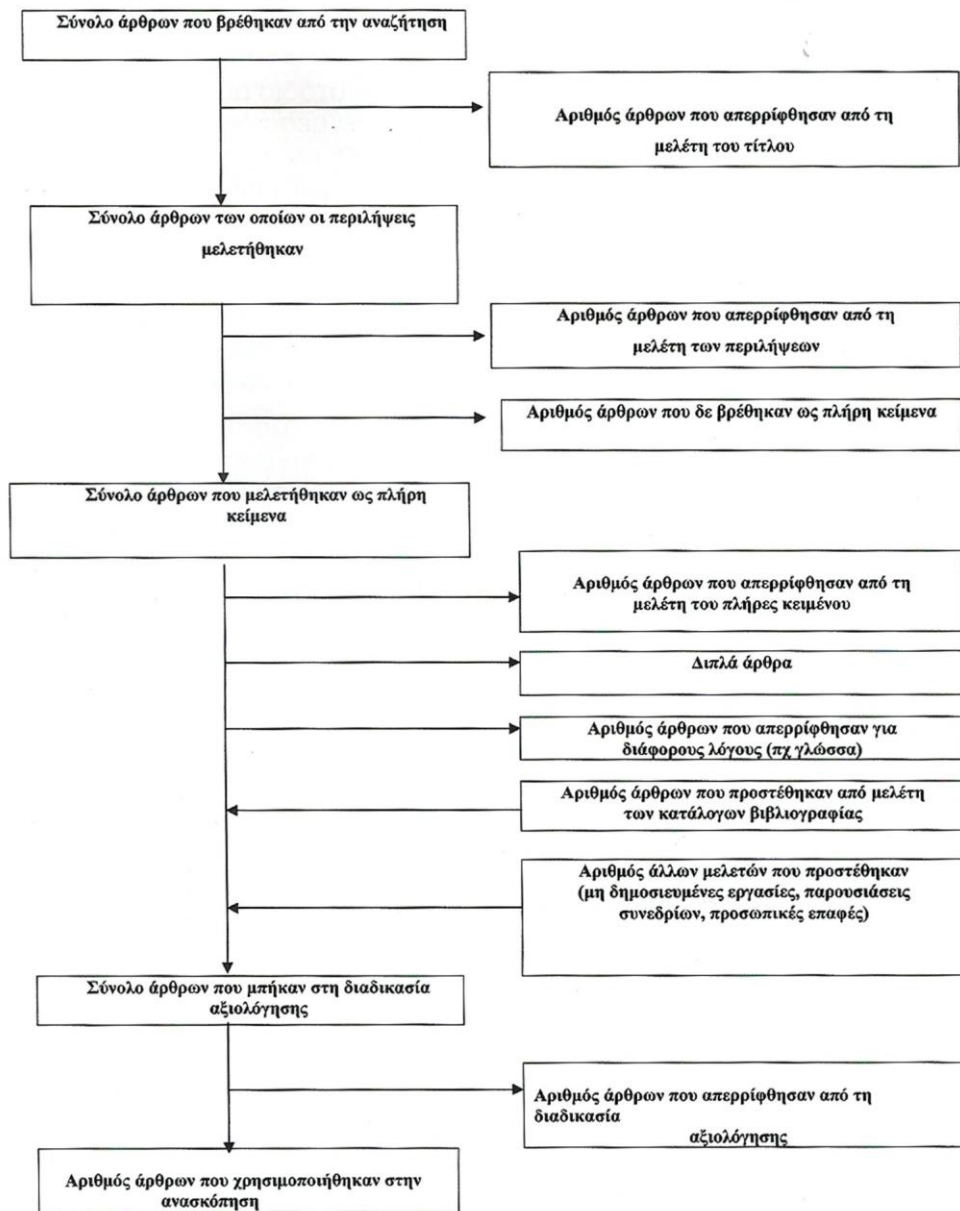 Σύνολο άρθρων που βρέθηκαν από την αναζήτηση
Αριθμός άρθρων που απερρίφθησαν από τη
μελέτη του τίτλου
Σύνολο άρθρων των οποίων οι περιλήψεις
μελετήθηκαν
Αριθμός άρθρων που απερρίφθησαν από τη
μελέτη των περιλήψεων
Αριθμός άρθρων που δε βρέθηκαν ως πλήρη κείμενα
Σύνολο άρθρων που μελετήθηκαν ως πλήρη
κείμενα
Αριθμός άρθρων που απερρίφθησαν από τη
μελέτη του πλήρες κειμένου
Διπλά άρθρα
Αριθμός άρθρων που απερρίφθησαν για
διάφορους λόγους (πχ γλώσσα)
Αριθμός άρθρων που προστέθηκαν από μελέτη
των κατάλογων βιβλιογραφίας
Αριθμός άλλων μελετών που προστέθηκαν
(μη δημοσιευμένες εργασίες, παρουσιάσεις
συνεδρίων, προσωπικές επαφές)
Σύνολο άρθρων που μπήκαν στη διαδικασία
αξιολόγησης
Αριθμός άρθρων που απερρίφθησαν από τη
διαδικασία
αξιολόγησης
Αριθμός άρθρων που χρησιμοποιήθηκαν στην
ανασκόπηση